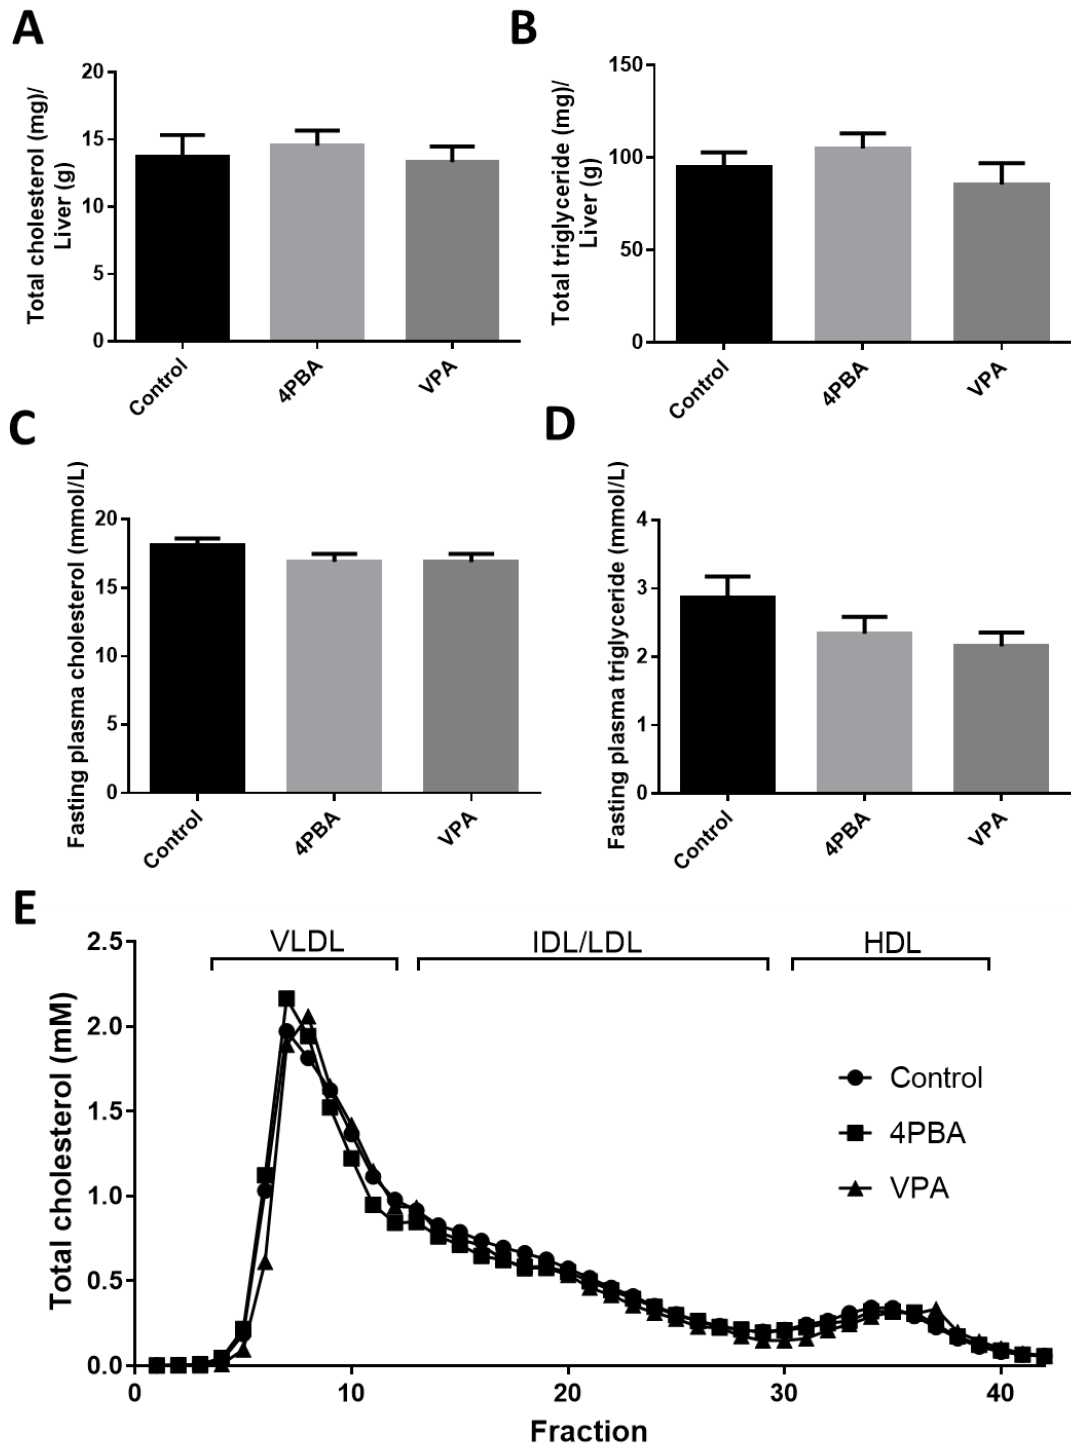 A
Total cholesterol (mg)/
Liver (g)
20
15
10
5
0
Control
4PBA
VPA
B
Total triglyceride (mg)/
Liver (g)
150
100
50
0
Control
4PBA
VPA
C
Fasting plasma cholesterol (mmol/L)
20
15
10
5
0
Control
4PBA
VPA
D
Fasting plasma triglyceride (mmol/L)
4
3
2
1
0
Control
4PBA
VPA
E
VLDL
IDL/LDL
HDL
Total cholesterol (mM)
2.5
2.0
1.5
1.0
0.5
0.0
Control
4PBA
VPA
0
10
20
30
40
Fraction